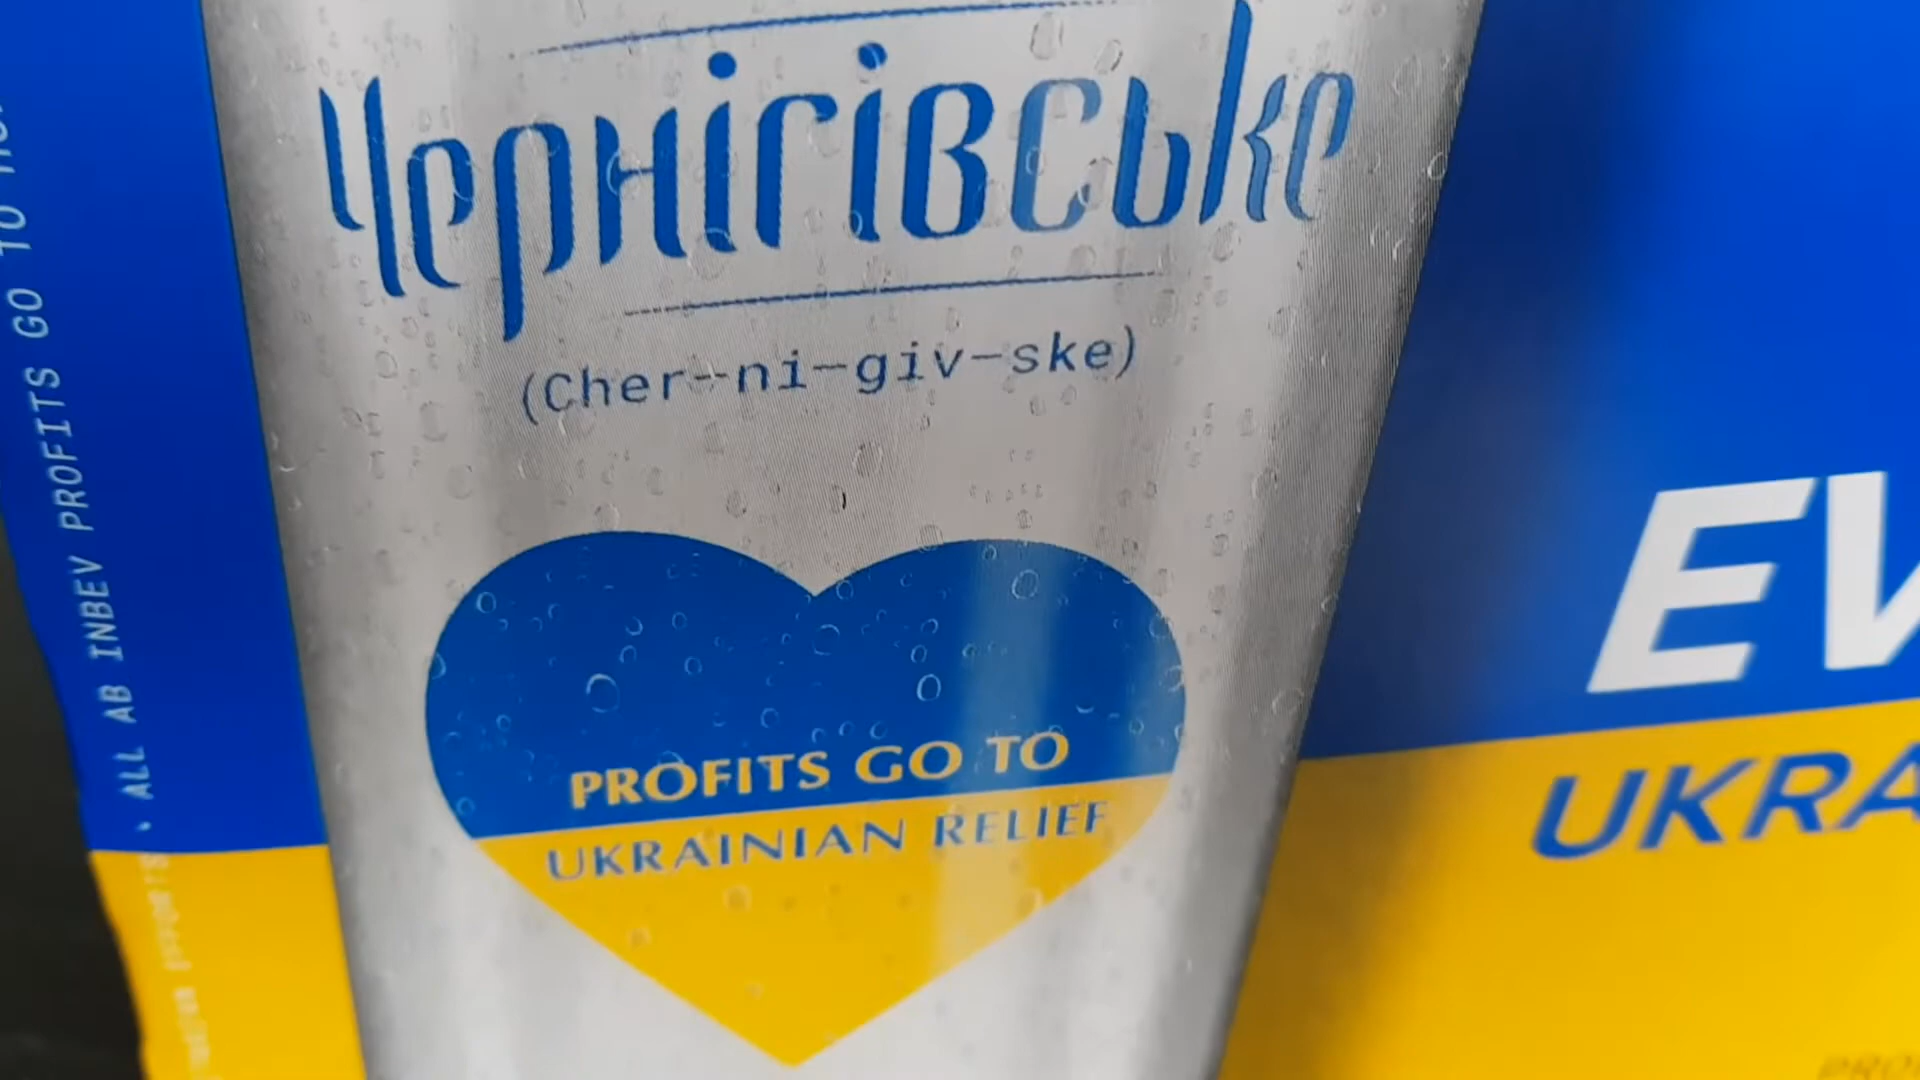 Чернігівське
(Cher-ni-giv-ske)
PROFITS GO TO
UKRAINIAN RELIEF
ALL AB INBEV PROFITS GO TO
EV
UKRA